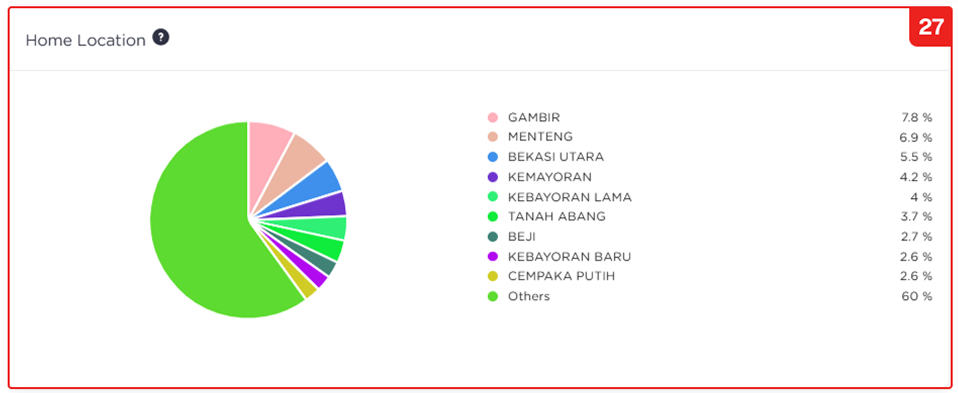 Home Location ?
27
GAMBIR 7.8 %
MENTENG 6.9 %
BEKASI UTARA 5.5 %
KEMAYORAN 4.2 %
KEBAYORAN LAMA 4 %
TANAH ABANG 3.7 %
BEJI 2.7 %
KEBAYORAN BARU 2.6 %
CEMPAKA PUTIH 2.6 %
Others 60 %